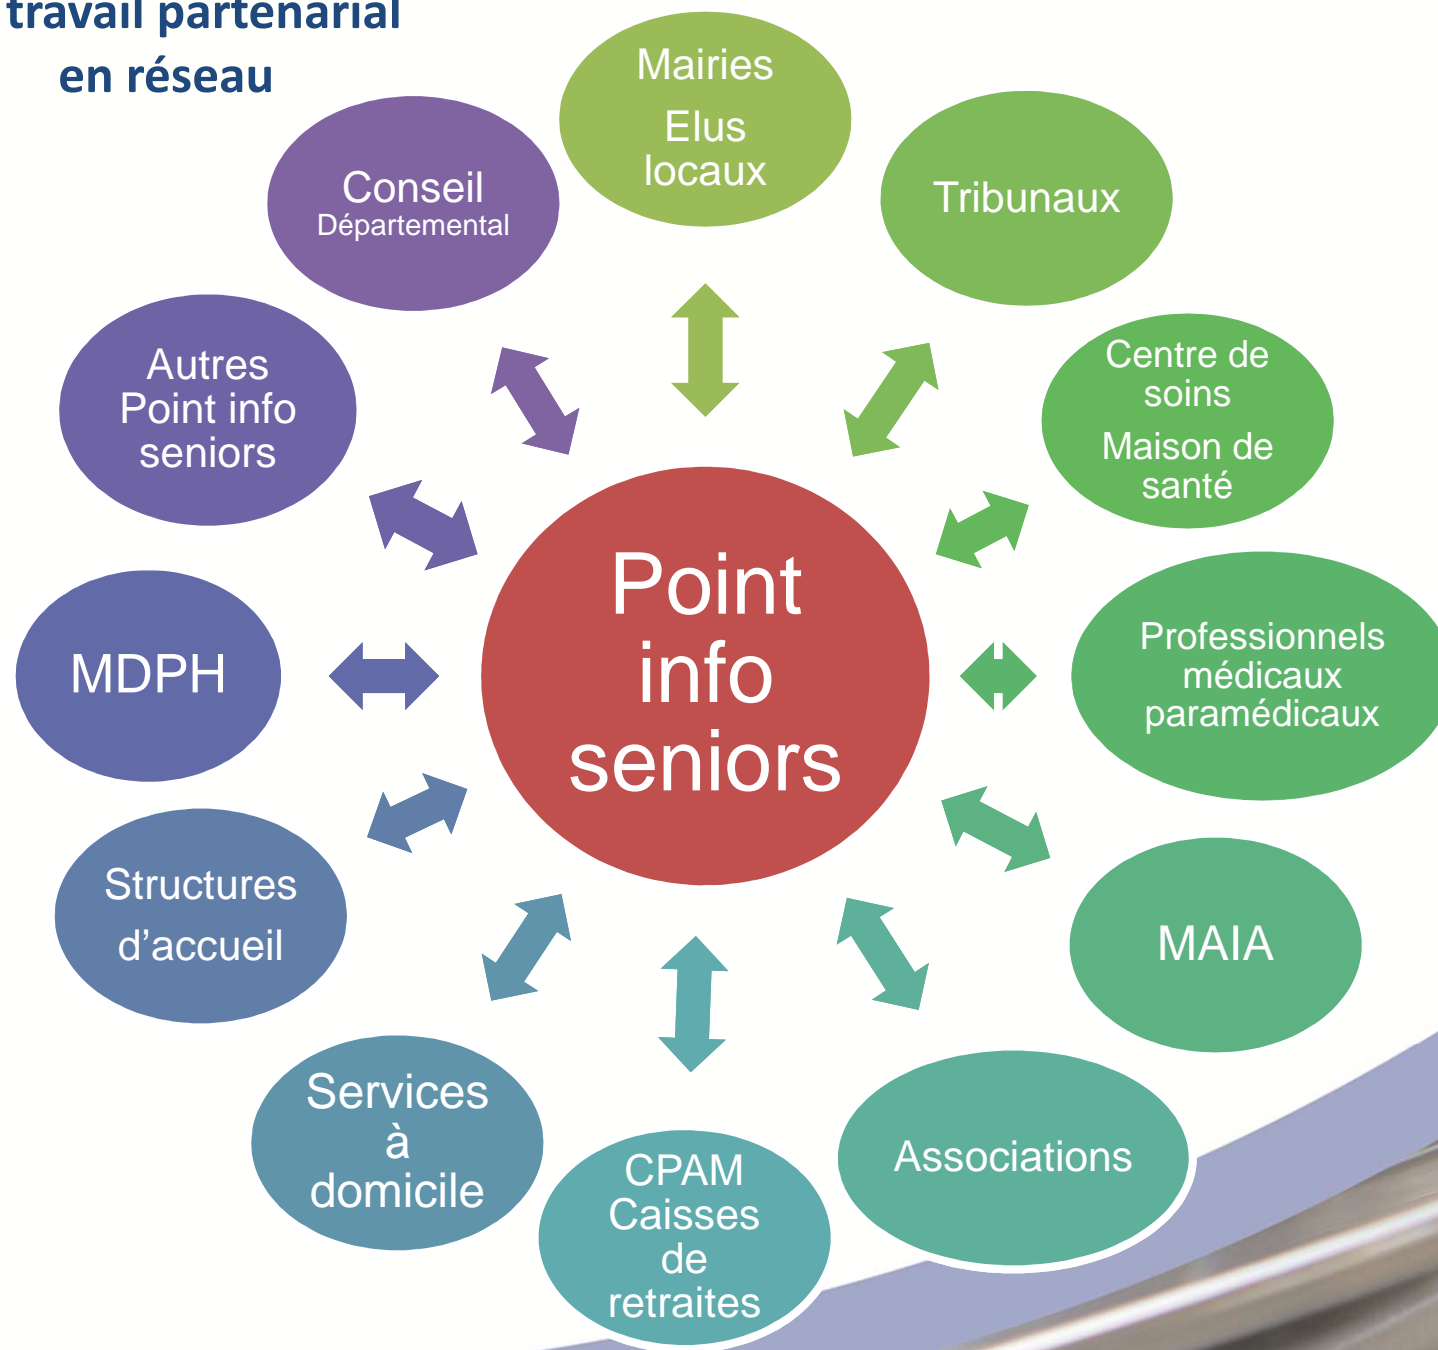 travail partenarial
en réseau
Mairies
Elus
locaux
Tribunaux
Centre de
soins
Maison de
santé
Professionnels
médicaux
paramédicaux
MAIA
Associations
CPAM
Caisses
de
retraites
Services
à
domicile
Structures
d’accueil
MDPH
Autres
Point info
seniors
Conseil
Départemental
Point
info
seniors